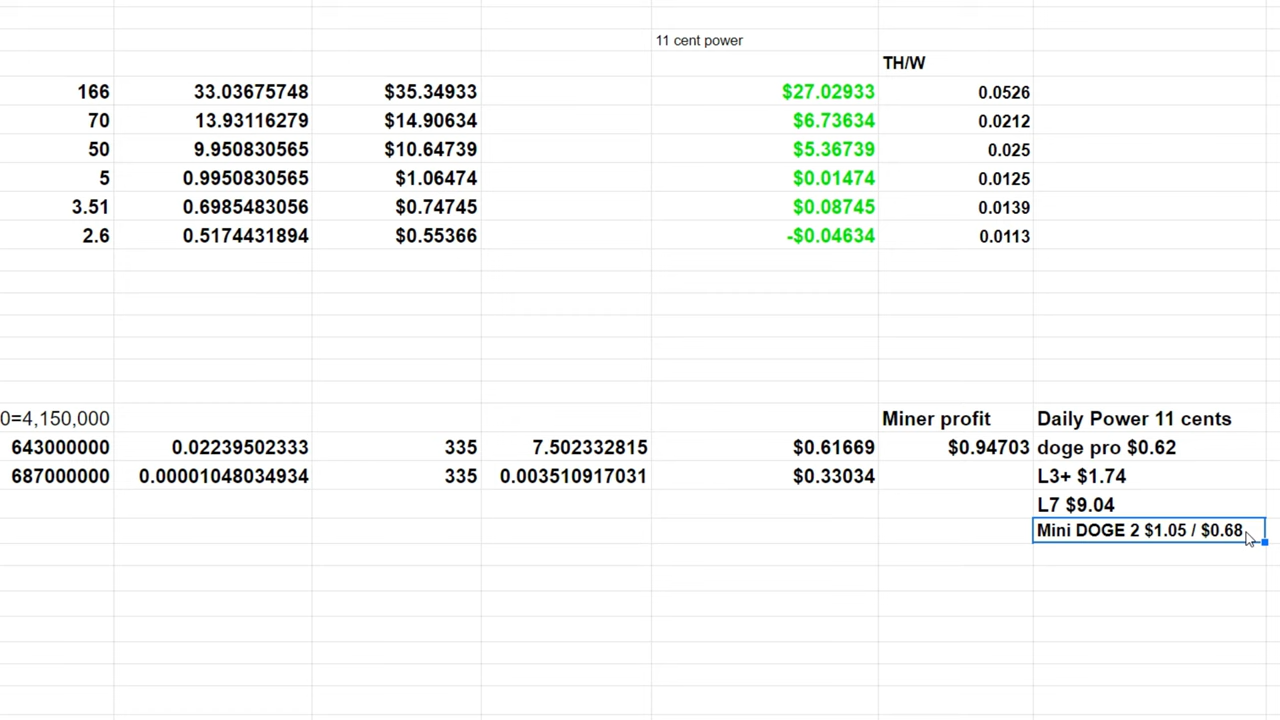 11 cent power
TH/W
166 33.03675748 $35.34933 $27.02933 0.0526
70 13.93116279 $14.90634 $6.73634 0.0212
50 9.950830565 $10.64739 $5.36739 0.025
5 0.9950830565 $1.06474 $0.01474 0.0125
3.51 0.6985483056 $0.74745 $0.08745 0.0139
2.6 0.5174431894 $0.55366 -$0.04634 0.0113
0=4,150,000 Miner profit Daily Power 11 cents
643000000 0.02239502333 335 7.502332815 $0.61669 $0.94703 doge pro $0.62
687000000 0.00001048034934 335 0.003510917031 $0.33034 L3+ $1.74
L7 $9.04
Mini DOGE 2 $1.05 / $0.68